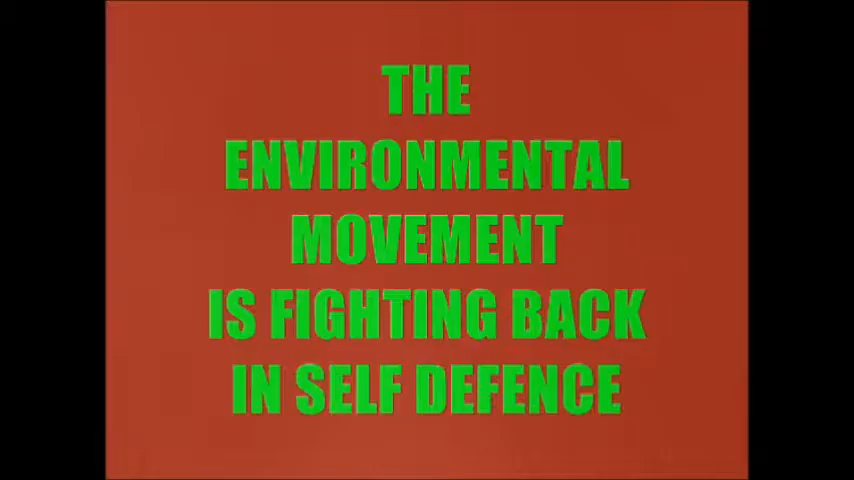 THE
ENVIRONMENTAL
MOVEMENT
IS FIGHTING BACK
IN SELF DEFENCE